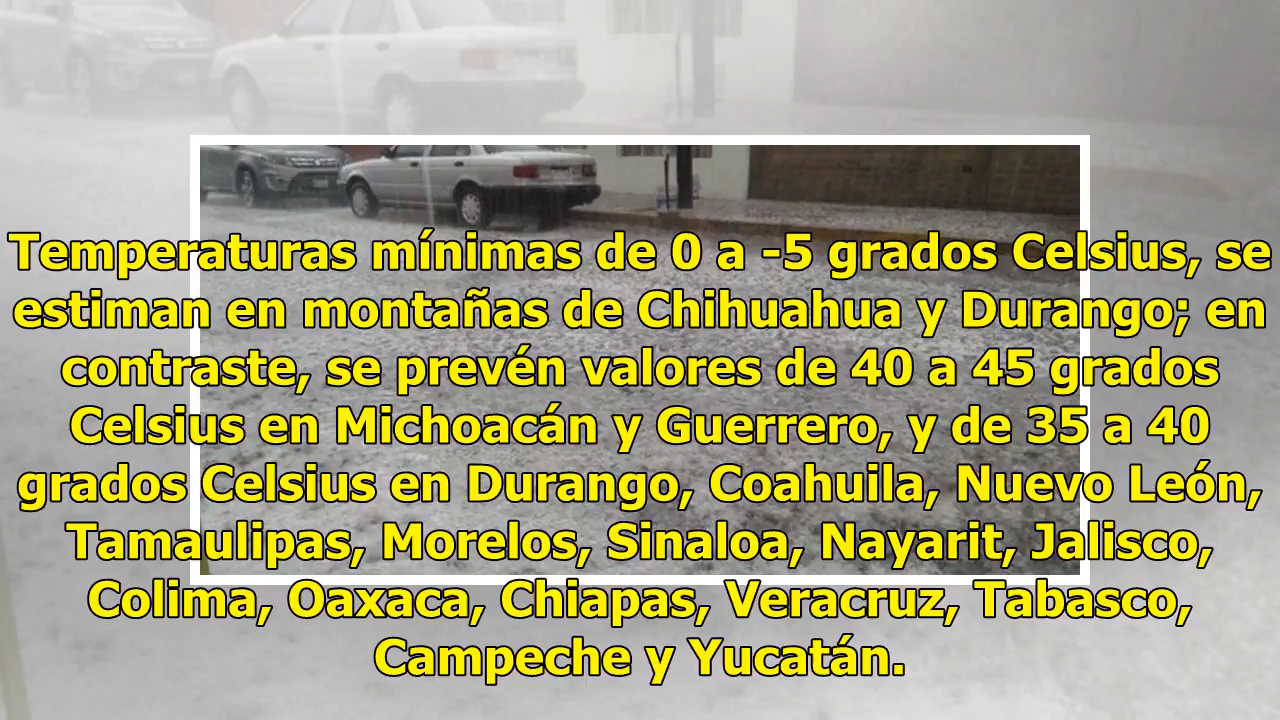 Temperaturas mínimas de 0 a -5 grados Celsius, se
estiman en montañas de Chihuahua y Durango; en
contraste, se prevén valores de 40 a 45 grados
Celsius en Michoacán y Guerrero, y de 35 a 40
grados Celsius en Durango, Coahuila, Nuevo León,
Tamaulipas, Morelos, Sinaloa, Nayarit, Jalisco,
Colima, Oaxaca, Chiapas, Veracruz, Tabasco,
Campeche y Yucatán.